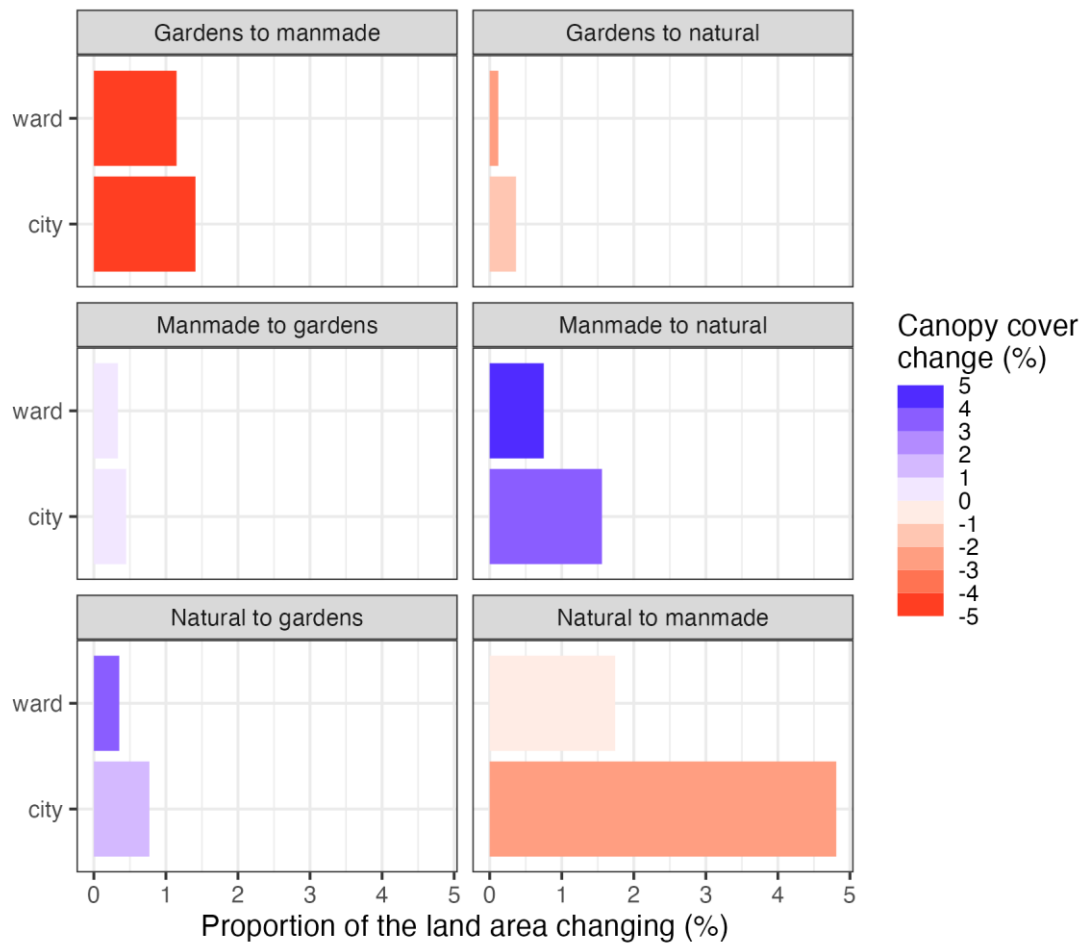 Gardens to manmade
Gardens to natural
ward
city
Manmade to gardens
Manmade to natural
ward
city
Natural to gardens
Natural to manmade
ward
city
0 1 2 3 4 5
0 1 2 3 4 5
Proportion of the land area changing (%)
Canopy cover
change (%)
5
4
3
2
1
0
-1
-2
-3
-4
-5